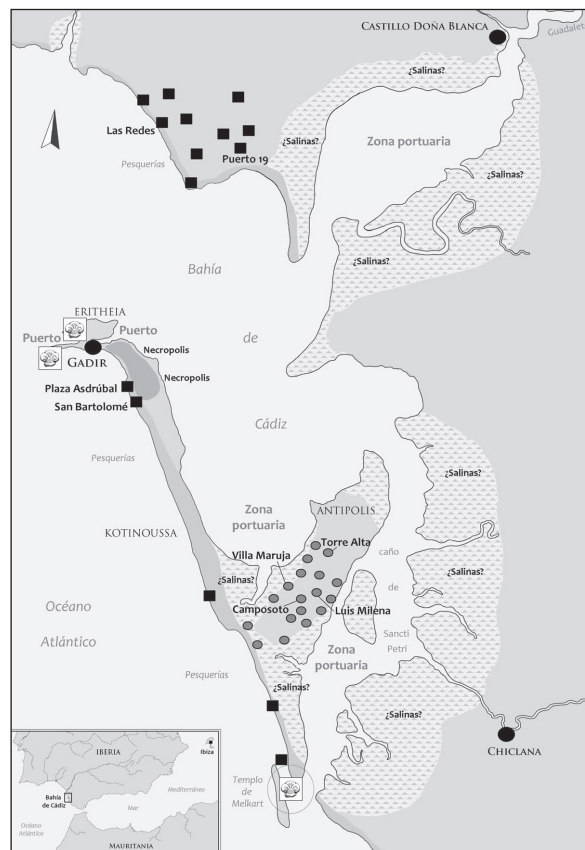 CASTILLO DOÑA BLANCA
Guadalete
¿Salinas?
Las Redes
¿Salinas?
Zona portuaria
Pesquerías
Puerto 19
¿Salinas?
¿Salinas?
Bahía
ERITHEIA
Puerto
Puerto
de
GADIR
Necropolis
Necropolis
Plaza Asdrúbal
San Bartolomé
Cádiz
Pesquerías
¿Salinas?
ANTIPOLIS
Zona
portuaria
KOTINOUSSA
Torre Alta
Villa Maruja
caño
¿Salinas?
¿Salinas?
de
Camposoto
Luis Milena
Océano
Atlántico
Sancti
Petri
Zona
portuaria
Pesquerías
¿Salinas?
¿Salinas?
CHICLANA
IBERIA
Ibiza
Templo
de
Melkart
Bahía
de Cádiz
Mediterráneo
Mar
Océano
Atlántico
MAURITANIA